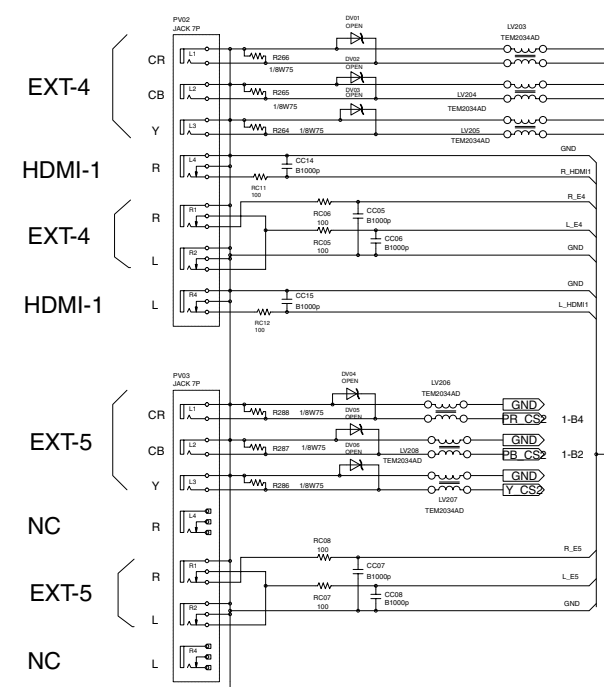 PV02
JACK 7P
DV01
OPEN
LV203
TEM2034AD
EXT-4
CR
L1
R266
1/8W75
DV02
OPEN
CB
L2
R265
DV03
OPEN
LV204
1/8W75
TEM2034AD
Y
L3
R264
1/8W75
LV205
TEM2034AD
GND
HDMI-1
R
L4
CC14
B1000p
R_HDMI1
RC11
100
R_E4
EXT-4
R
R1
RC06
100
CC05
B1000p
L_E4
RC05
100
CC06
B1000p
GND
L
R2
GND
HDMI-1
L
R4
CC15
B1000p
L_HDMI1
RC12
100
PV03
JACK 7P
DV04
OPEN
LV206
TEM2034AD
GND
EXT-5
CR
L1
R288
1/8W75
DV05
OPEN
PR_CS2
1-B4
GND
CB
L2
R287
1/8W75
DV06
OPEN
LV208
TEM2034AD
PB_CS2
1-B2
GND
Y
L3
R286
1/8W75
Y_CS2
LV207
TEM2034AD
NC
R
L4
RC08
100
R_E5
EXT-5
R
R1
CC07
B1000p
L_E5
RC07
100
CC08
B1000p
GND
L
R2
NC
L
R4